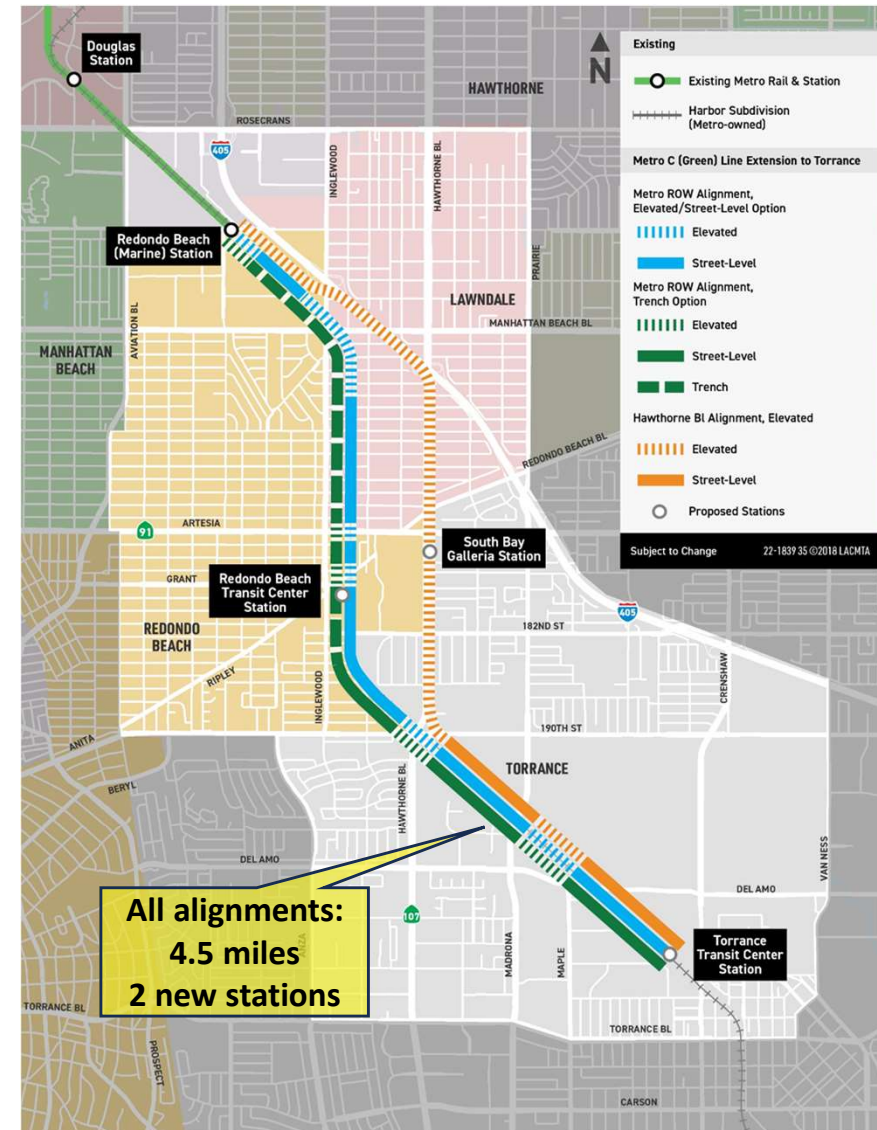 Douglas
Station
HAWTHORNE
ROSECRANS
405
INGLEWOOD
HAWTHORNE BL
PRAIRIE
Redondo Beach
(Marine) Station
AVIATION BL
LAWNDALE
MANHATTAN BEACH BL
MANHATTAN
BEACH
REDONDO BEACH BL
ARTESIA
91
South Bay
Galleria Station
GRANT
Redondo Beach
Transit Center
Station
405
182ND ST
REDONDO
BEACH
RIPLEY
INGLEWOOD
CRENSHAW
190TH ST
ANITA
TORRANCE
BERYL
HAWTHORNE BL
VAN NESS
DEL AMO
DEL AMO
All alignments:
4.5 miles
2 new stations
107
ANZA
MADRONA
MAPLE
Torrance
Transit Center
Station
TORRANCE BL
PROSPECT
TORRANCE BL
CARSON
N
Existing
Existing Metro Rail & Station
Harbor Subdivision
(Metro-owned)
Metro C (Green) Line Extension to Torrance
Metro ROW Alignment,
Elevated/Street-Level Option
Elevated
Street-Level
Metro ROW Alignment,
Trench Option
Elevated
Street-Level
Trench
Hawthorne Bl Alignment, Elevated
Elevated
Street-Level
Proposed Stations
Subject to Change 22-1839 35 ©2018 LACMTA